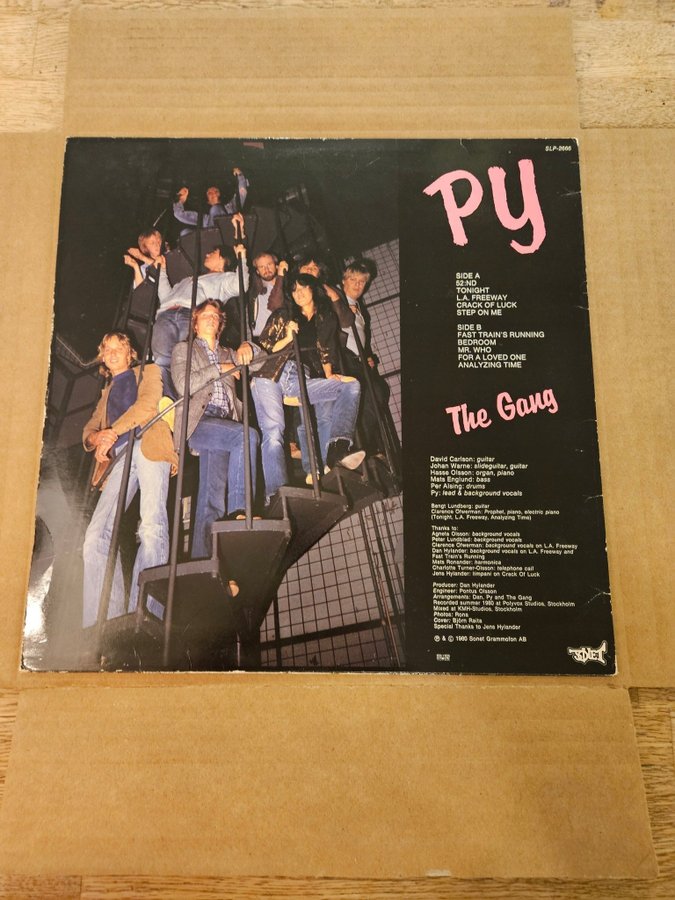 SLP-2666
PY
SIDE A
52:ND
TONIGHT
L.A. FREEWAY
CRACK OF LUCK
STEP ON ME
SIDE B
FAST TRAIN'S RUNNING
BEDROOM
MR. WHO
FOR A LOVED ONE
ANALYZING TIME
The Gang
David Carlson: guitar
Johan Warne: slideguitar, guitar
Hasse Olsson: organ, piano
Mats Englund: bass
Per Alsing: drums
Py: lead & background vocals
Bengt Lundberg: guitar
Clarence Öfwerman: Prophet, piano, electric piano
(Tonight, L.A. Freeway, Analyzing Time)
Thanks to:
Agneta Olsson: background vocals
Peter Lundblad: background vocals
Clarence Öfwerman: background vocals on L.A. Freeway
Dan Hylander: background vocals on L.A. Freeway and
Fast Train's Running
Mats Ronander: harmonica
Charlotte Turner-Olsson: telephone call
Jens Hylander: timpani on Crack Of Luck
Producer: Dan Hylander
Engineer: Pontus Olsson
Arrangements: Dan, Py and The Gang
Recorded summer 1980 at Polyvox Studios, Stockholm
Mixed at KMH-Studios, Stockholm
Photos: Rons
Cover: Björn Reita
Special Thanks to Jens Hylander
℗ & © 1980 Sonet Grammofon AB
SONET